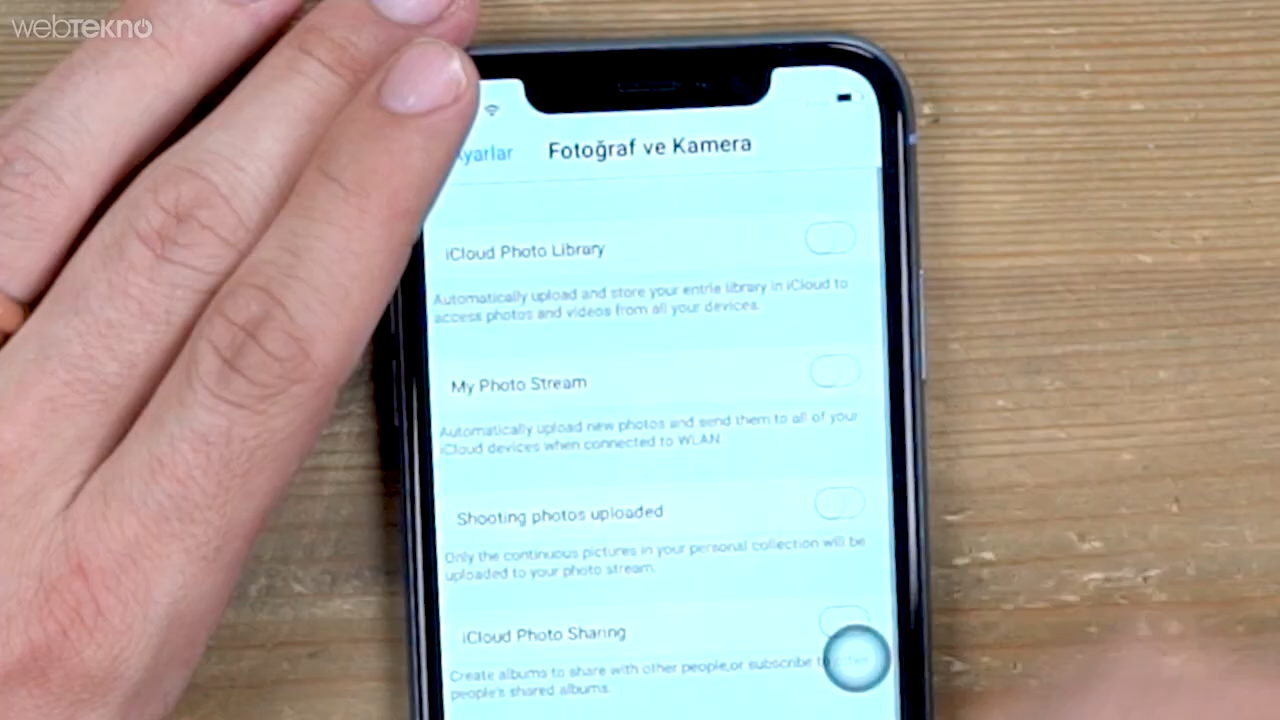 webtekno
yarlar
Fotoğraf ve Kamera
iCloud Photo Library
Automatically upload and store your entrie library in iCloud to
access photos and videos from all your devices.
My Photo Stream
Automatically upload new photos and send them to all of your
iCloud devices when connected to WLAN.
Shooting photos uploaded
Only the continuous pictures in your personal collection will be
uploaded to your photo stream.
iCloud Photo Sharing
Create albums to share with other people,or subscribe
people's shared albums.